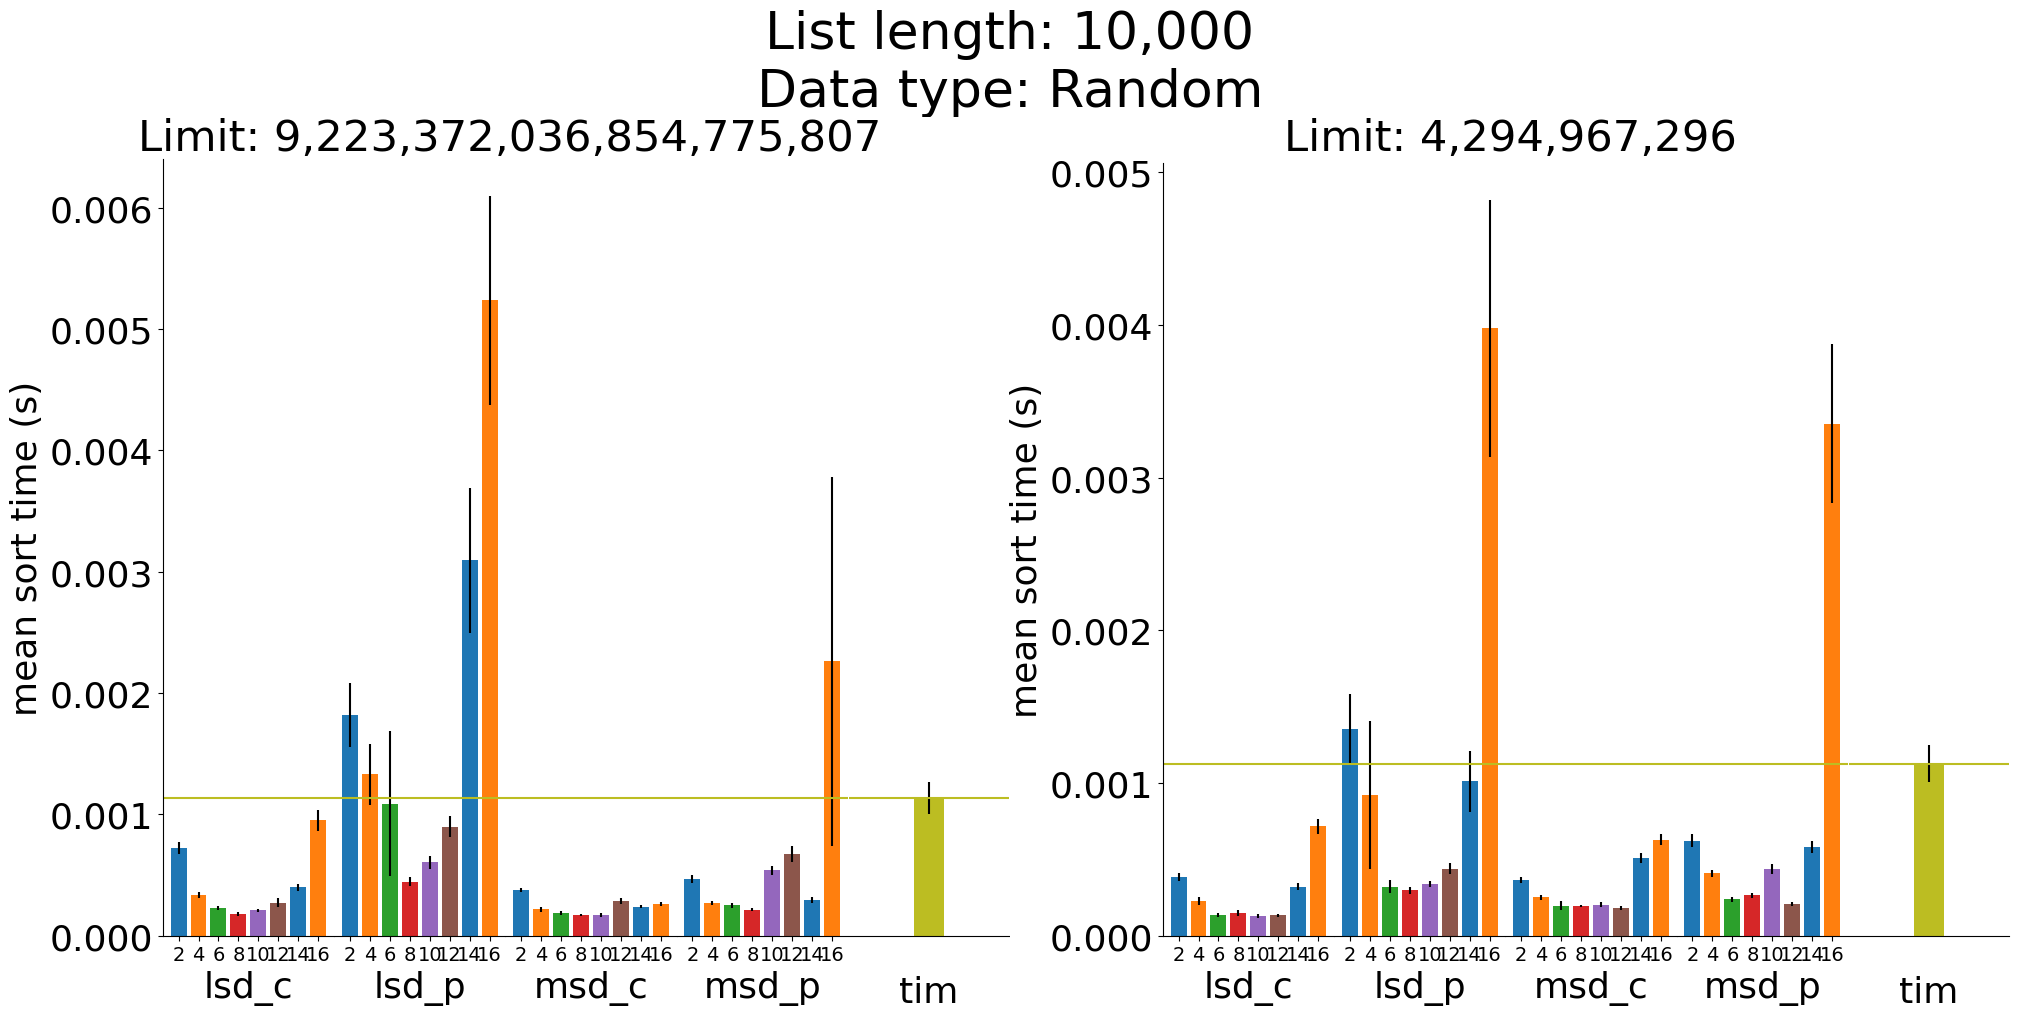 List length: 10,000
Data type: Random
Limit: 9,223,372,036,854,775,807
0.006
0.005
0.004
0.003
0.002
0.001
0.000
mean sort time (s)
2 4 6 8 10 12 14 16 2 4 6 8 10 12 14 16 2 4 6 8 10 12 14 16 2 4 6 8 10 12 14 16
lsd_c lsd_p msd_c msd_p tim
Limit: 4,294,967,296
0.005
0.004
0.003
0.002
0.001
0.000
mean sort time (s)
2 4 6 8 10 12 14 16 2 4 6 8 10 12 14 16 2 4 6 8 10 12 14 16 2 4 6 8 10 12 14 16
lsd_c lsd_p msd_c msd_p tim